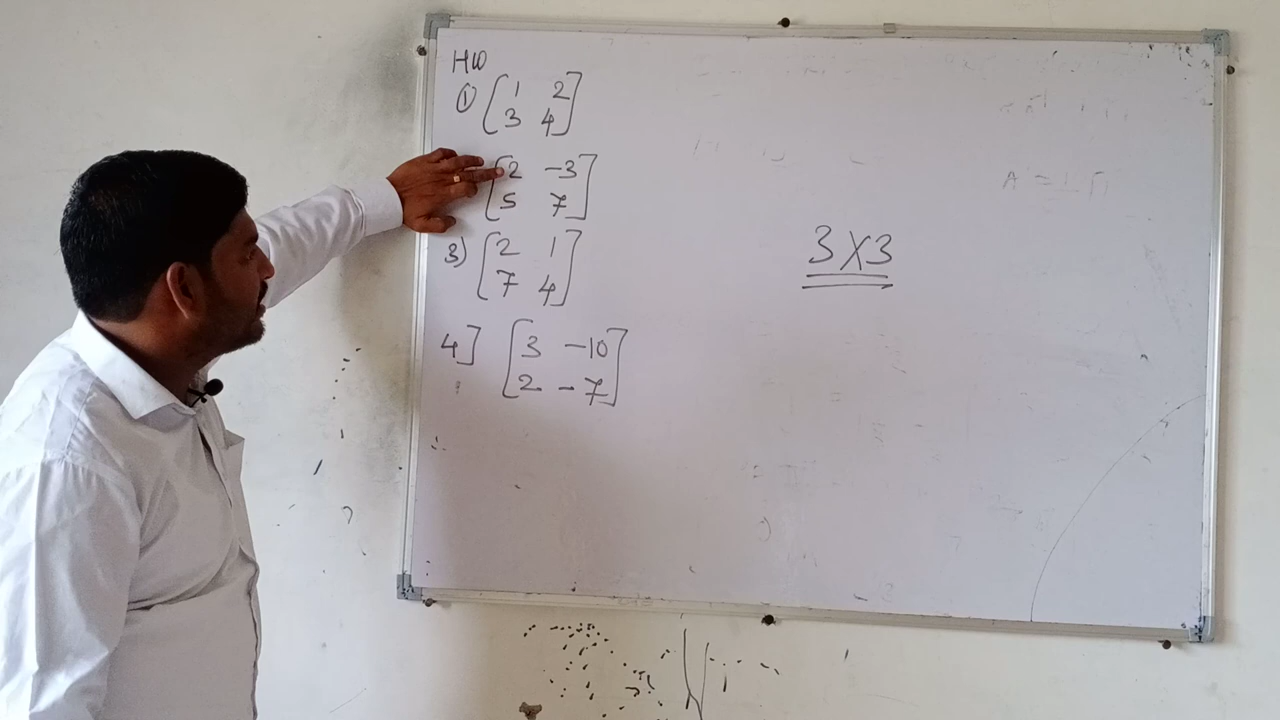 HW
① [1 2
3 4]
[2 -3
5 7]
3) [2 1
7 4]
4] [3 -10
2 -7]
3X3